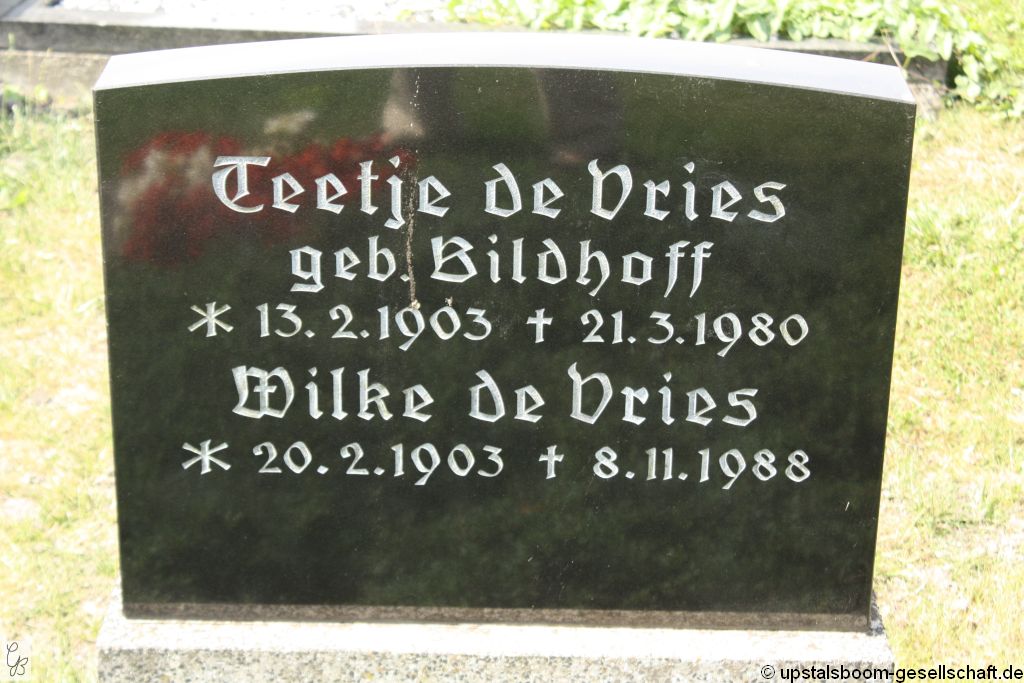 Teetje de Vries
geb. Bildhoff
* 13. 2. 1903 † 21. 3. 1980
Wilke de Vries
* 20. 2. 1903 † 8. 11. 1988
GB
© upstalsboom-gesellschaft.de